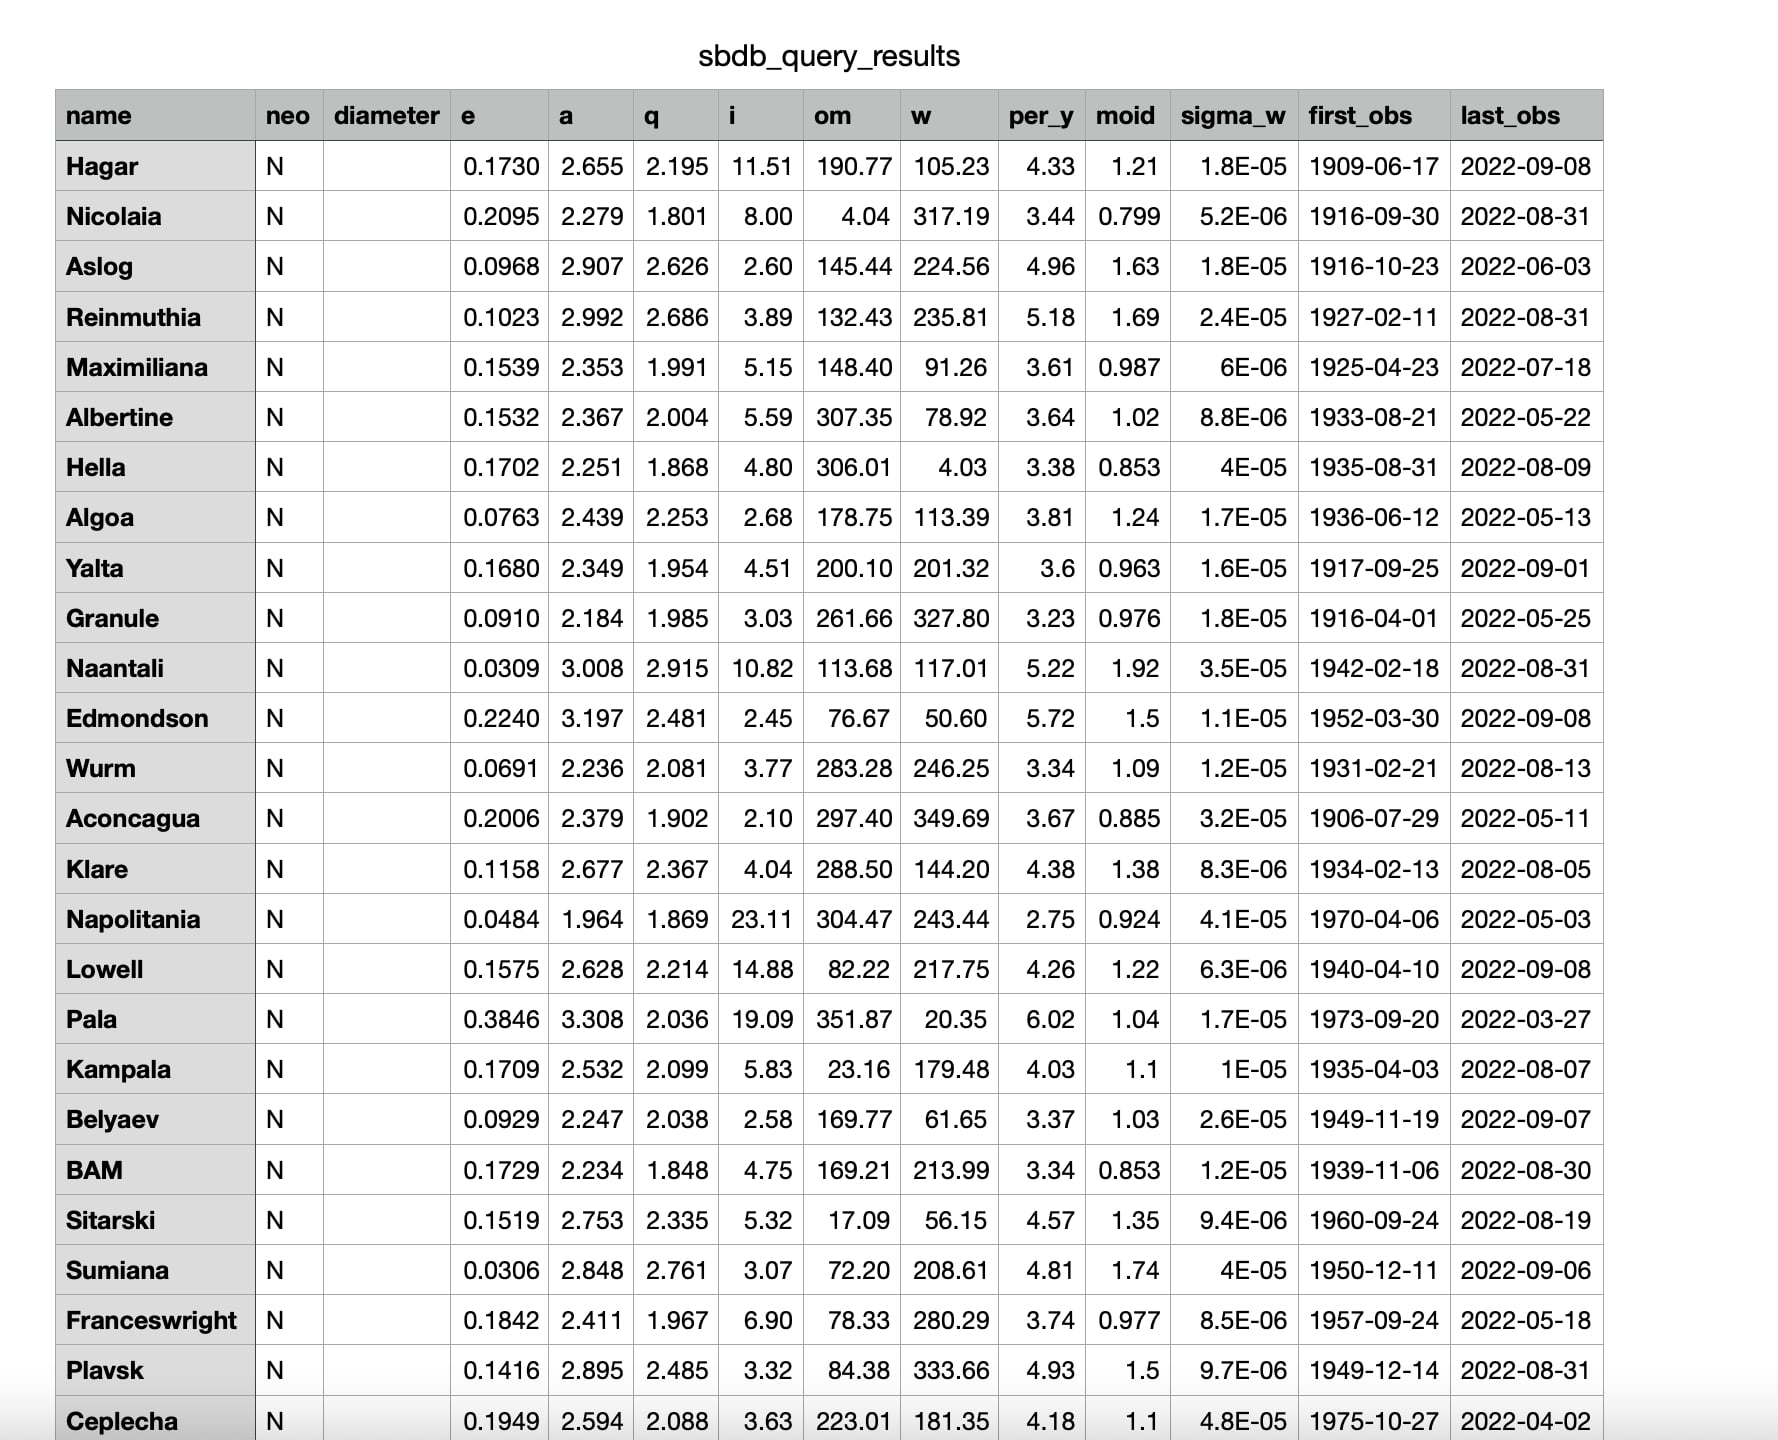 sbdb_query_results
name neo diameter e a q i om w per_y moid sigma_w first_obs last_obs
Hagar N 0.1730 2.655 2.195 11.51 190.77 105.23 4.33 1.21 1.8E-05 1909-06-17 2022-09-08
Nicolaia N 0.2095 2.279 1.801 8.00 4.04 317.19 3.44 0.799 5.2E-06 1916-09-30 2022-08-31
Aslog N 0.0968 2.907 2.626 2.60 145.44 224.56 4.96 1.63 1.8E-05 1916-10-23 2022-06-03
Reinmuthia N 0.1023 2.992 2.686 3.89 132.43 235.81 5.18 1.69 2.4E-05 1927-02-11 2022-08-31
Maximiliana N 0.1539 2.353 1.991 5.15 148.40 91.26 3.61 0.987 6E-06 1925-04-23 2022-07-18
Albertine N 0.1532 2.367 2.004 5.59 307.35 78.92 3.64 1.02 8.8E-06 1933-08-21 2022-05-22
Hella N 0.1702 2.251 1.868 4.80 306.01 4.03 3.38 0.853 4E-05 1935-08-31 2022-08-09
Algoa N 0.0763 2.439 2.253 2.68 178.75 113.39 3.81 1.24 1.7E-05 1936-06-12 2022-05-13
Yalta N 0.1680 2.349 1.954 4.51 200.10 201.32 3.6 0.963 1.6E-05 1917-09-25 2022-09-01
Granule N 0.0910 2.184 1.985 3.03 261.66 327.80 3.23 0.976 1.8E-05 1916-04-01 2022-05-25
Naantali N 0.0309 3.008 2.915 10.82 113.68 117.01 5.22 1.92 3.5E-05 1942-02-18 2022-08-31
Edmondson N 0.2240 3.197 2.481 2.45 76.67 50.60 5.72 1.5 1.1E-05 1952-03-30 2022-09-08
Wurm N 0.0691 2.236 2.081 3.77 283.28 246.25 3.34 1.09 1.2E-05 1931-02-21 2022-08-13
Aconcagua N 0.2006 2.379 1.902 2.10 297.40 349.69 3.67 0.885 3.2E-05 1906-07-29 2022-05-11
Klare N 0.1158 2.677 2.367 4.04 288.50 144.20 4.38 1.38 8.3E-06 1934-02-13 2022-08-05
Napolitania N 0.0484 1.964 1.869 23.11 304.47 243.44 2.75 0.924 4.1E-05 1970-04-06 2022-05-03
Lowell N 0.1575 2.628 2.214 14.88 82.22 217.75 4.26 1.22 6.3E-06 1940-04-10 2022-09-08
Pala N 0.3846 3.308 2.036 19.09 351.87 20.35 6.02 1.04 1.7E-05 1973-09-20 2022-03-27
Kampala N 0.1709 2.532 2.099 5.83 23.16 179.48 4.03 1.1 1E-05 1935-04-03 2022-08-07
Belyaev N 0.0929 2.247 2.038 2.58 169.77 61.65 3.37 1.03 2.6E-05 1949-11-19 2022-09-07
BAM N 0.1729 2.234 1.848 4.75 169.21 213.99 3.34 0.853 1.2E-05 1939-11-06 2022-08-30
Sitarski N 0.1519 2.753 2.335 5.32 17.09 56.15 4.57 1.35 9.4E-06 1960-09-24 2022-08-19
Sumiana N 0.0306 2.848 2.761 3.07 72.20 208.61 4.81 1.74 4E-05 1950-12-11 2022-09-06
Franceswright N 0.1842 2.411 1.967 6.90 78.33 280.29 3.74 0.977 8.5E-06 1957-09-24 2022-05-18
Plavsk N 0.1416 2.895 2.485 3.32 84.38 333.66 4.93 1.5 9.7E-06 1949-12-14 2022-08-31
Ceplecha N 0.1949 2.594 2.088 3.63 223.01 181.35 4.18 1.1 4.8E-05 1975-10-27 2022-04-02